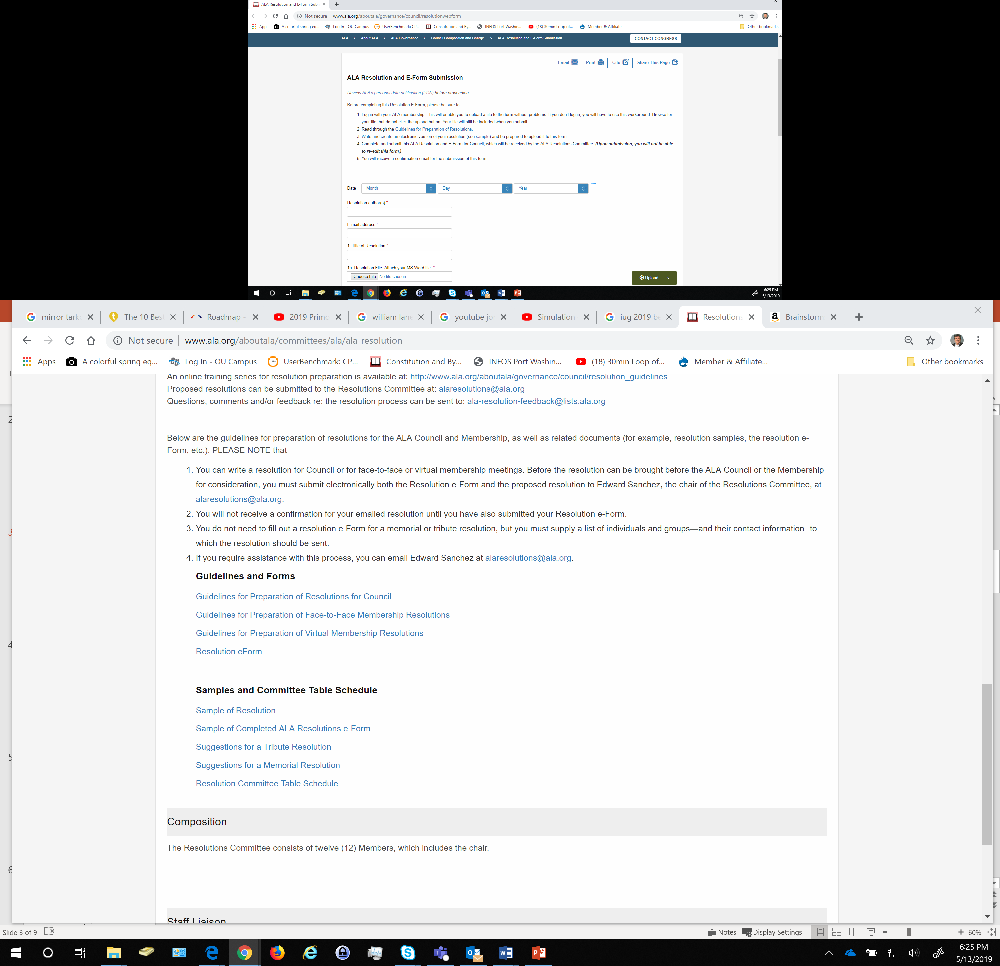 ALA Resolution and E-Form Subm
Not secure | www.ala.org/aboutala/governance/council/resolutionwebform
Apps A colorful spring eq... Log In - OU Campus UserBenchmark: CP... Constitution and By... INFOS Port Washin... (18) 30min Loop of... Member & Affiliate... Other bookmarks
ALA > About ALA > ALA Governance > Council Composition and Charge > ALA Resolution and E-Form Submission CONTACT CONGRESS
Email Print Cite Share This Page
ALA Resolution and E-Form Submission
Review ALA's personal data notification (PDN) before proceeding.
Before completing this Resolution E-Form, please be sure to:
1. Log in with your ALA membership. This will enable you to upload a file to the form without problems. If you don't log in, you will have to use this workaround: Browse for
your file, but do not click the upload button. Your file will still be included when you submit.
2. Read through the Guidelines for Preparation of Resolutions.
3. Write and create an electronic version of your resolution (see sample) and be prepared to upload it to this form.
4. Complete and submit this ALA Resolution and E-Form for Council, which will be received by the ALA Resolutions Committee. (Upon submission, you will not be able
to re-edit this form.)
5. You will receive a confirmation email for the submission of this form.
Date Month Day Year
Resolution author(s) *
E-mail address *
1. Title of Resolution *
1a. Resolution File: Attach your MS Word file. *
Choose File No file chosen Upload >
6:25 PM
5/13/2019
mirror tark The 10 Best Roadmap - 2019 Primo william lane youtube jo Simulation iug 2019 be Resolutions Brainstorm
Not secure | www.ala.org/aboutala/committees/ala/ala-resolution
Apps A colorful spring eq... Log In - OU Campus UserBenchmark: CP... Constitution and By... INFOS Port Washin... (18) 30min Loop of... Member & Affiliate... Other bookmarks
An online training series for resolution preparation is available at: http://www.ala.org/aboutala/governance/council/resolution_guidelines
Proposed resolutions can be submitted to the Resolutions Committee at: alaresolutions@ala.org
Questions, comments and/or feedback re: the resolution process can be sent to: ala-resolution-feedback@lists.ala.org
2
Below are the guidelines for preparation of resolutions for the ALA Council and Membership, as well as related documents (for example, resolution samples, the resolution e-
Form, etc.). PLEASE NOTE that
1. You can write a resolution for Council or for face-to-face or virtual membership meetings. Before the resolution can be brought before the ALA Council or the Membership
for consideration, you must submit electronically both the Resolution e-Form and the proposed resolution to Edward Sanchez, the chair of the Resolutions Committee, at
alaresolutions@ala.org.
2. You will not receive a confirmation for your emailed resolution until you have also submitted your Resolution e-Form.
3
3. You do not need to fill out a resolution e-Form for a memorial or tribute resolution, but you must supply a list of individuals and groups—and their contact information--to
which the resolution should be sent.
4. If you require assistance with this process, you can email Edward Sanchez at alaresolutions@ala.org.
Guidelines and Forms
Guidelines for Preparation of Resolutions for Council
Guidelines for Preparation of Face-to-Face Membership Resolutions
Guidelines for Preparation of Virtual Membership Resolutions
4
Resolution eForm
Samples and Committee Table Schedule
Sample of Resolution
Sample of Completed ALA Resolutions e-Form
Suggestions for a Tribute Resolution
5
Suggestions for a Memorial Resolution
Resolution Committee Table Schedule
Composition
The Resolutions Committee consists of twelve (12) Members, which includes the chair.
6
Staff Liaison
Slide 3 of 9 Notes Display Settings 60%
6:25 PM
5/13/2019